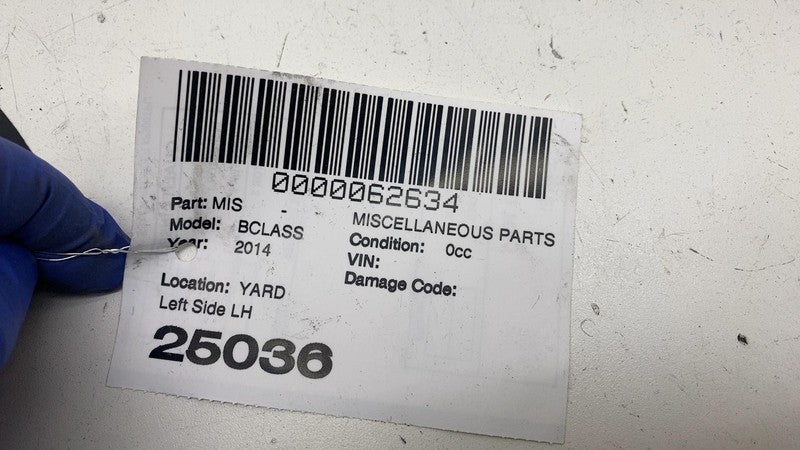 0000062634
Part: MIS - MISCELLANEOUS PARTS
Model: BCLASS Condition: 0cc
Year: 2014 VIN:
Damage Code:
Location: YARD
Left Side LH
25036